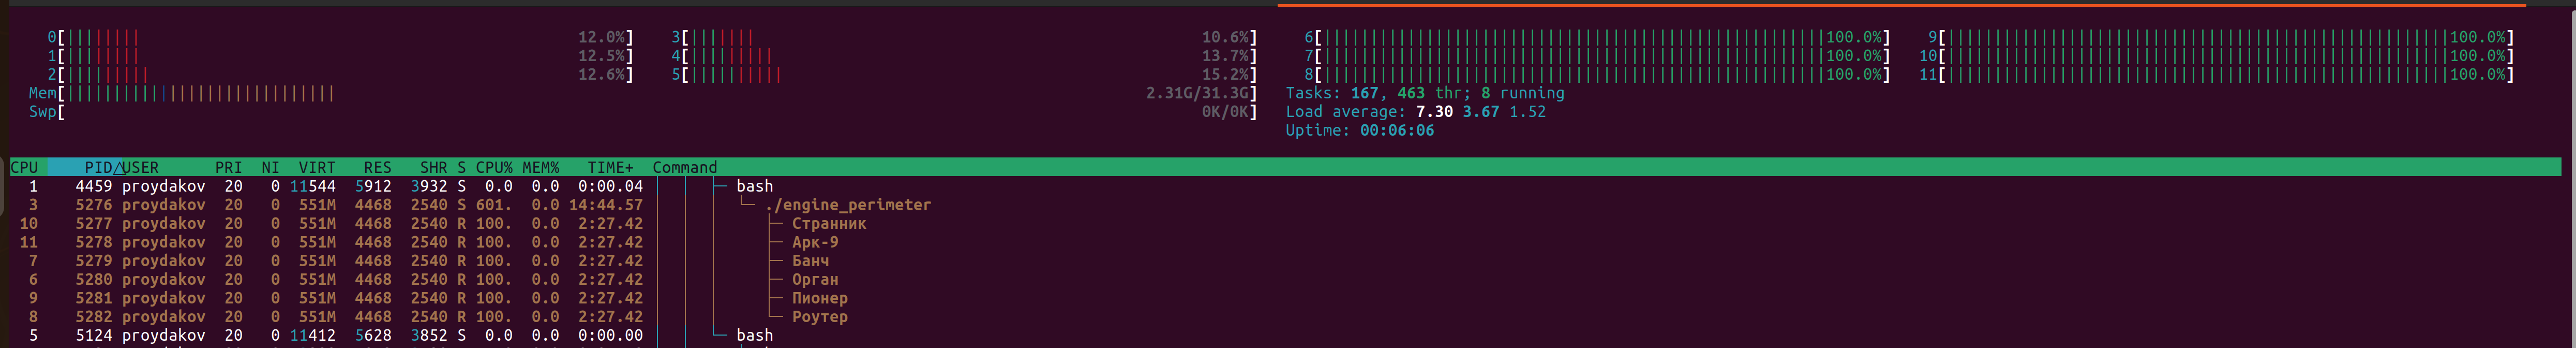 0[|||||||| 12.0%] 3[||||||| 10.6%] 6[||||||||||||||||||||||||||||||||||||||||||||||||||||||100.0%] 9[||||||||||||||||||||||||||||||||||||||||||||||||||||||100.0%]
1[|||||||| 12.5%] 4[||||||||| 13.7%] 7[||||||||||||||||||||||||||||||||||||||||||||||||||||||100.0%] 10[||||||||||||||||||||||||||||||||||||||||||||||||||||||100.0%]
2[||||||||| 12.6%] 5[|||||||||| 15.2%] 8[||||||||||||||||||||||||||||||||||||||||||||||||||||||100.0%] 11[||||||||||||||||||||||||||||||||||||||||||||||||||||||100.0%]
Mem[||||||||||||||||||||||||||||| 2.31G/31.3G] Tasks: 167, 463 thr; 8 running
Swp[ 0K/0K] Load average: 7.30 3.67 1.52
Uptime: 00:06:06
CPU PID△USER PRI NI VIRT RES SHR S CPU% MEM% TIME+ Command
1 4459 proydakov 20 0 11544 5912 3932 S 0.0 0.0 0:00.04 │ │ ├─ bash
3 5276 proydakov 20 0 551M 4468 2540 S 601. 0.0 14:44.57 │ │ │ └─ ./engine_perimeter
10 5277 proydakov 20 0 551M 4468 2540 R 100. 0.0 2:27.42 │ │ │ ├─ Странник
11 5278 proydakov 20 0 551M 4468 2540 R 100. 0.0 2:27.42 │ │ │ ├─ Арк-9
7 5279 proydakov 20 0 551M 4468 2540 R 100. 0.0 2:27.42 │ │ │ ├─ Банч
6 5280 proydakov 20 0 551M 4468 2540 R 100. 0.0 2:27.42 │ │ │ ├─ Орган
9 5281 proydakov 20 0 551M 4468 2540 R 100. 0.0 2:27.42 │ │ │ ├─ Пионер
8 5282 proydakov 20 0 551M 4468 2540 R 100. 0.0 2:27.42 │ │ │ └─ Роутер
5 5124 proydakov 20 0 11412 5628 3852 S 0.0 0.0 0:00.00 │ │ └─ bash